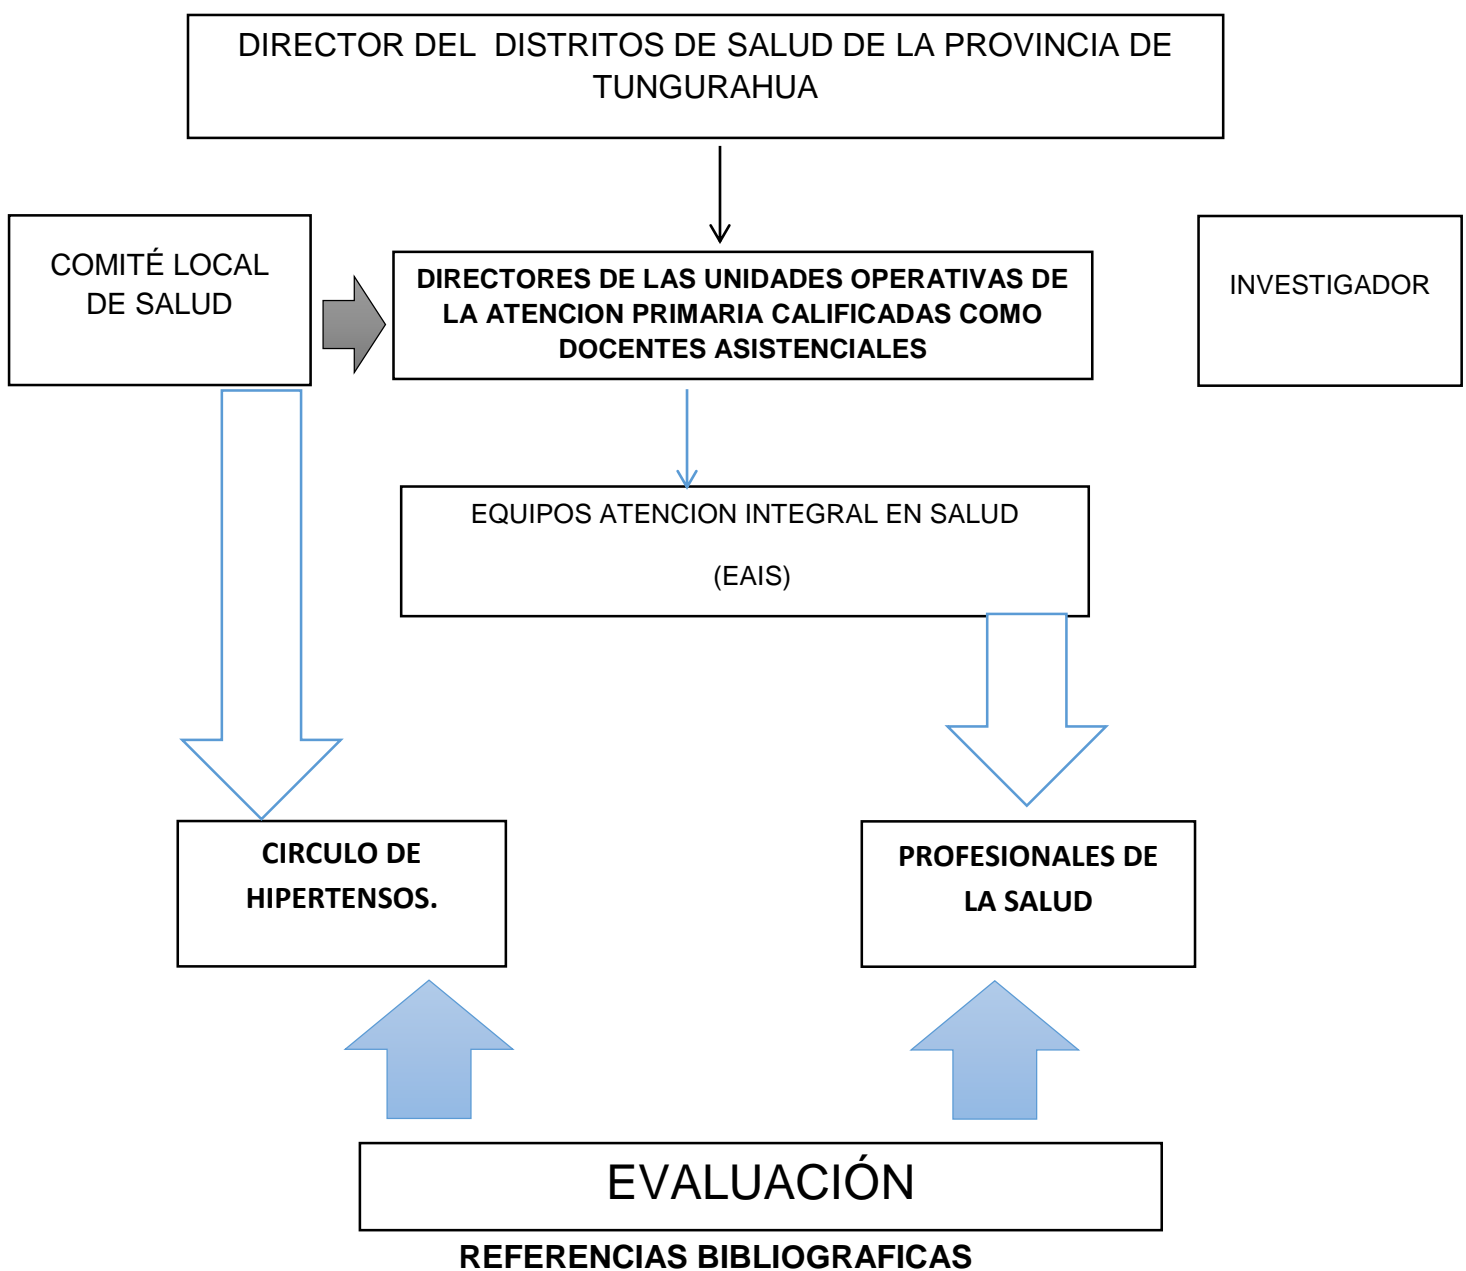 DIRECTOR DEL  DISTRITOS DE SALUD DE LA PROVINCIA DE
TUNGURAHUA
COMITÉ LOCAL
DE SALUD
DIRECTORES DE LAS UNIDADES OPERATIVAS DE
LA ATENCION PRIMARIA CALIFICADAS COMO
DOCENTES ASISTENCIALES
INVESTIGADOR
EQUIPOS ATENCION INTEGRAL EN SALUD
(EAIS)
CIRCULO DE
HIPERTENSOS.
PROFESIONALES DE
LA SALUD
EVALUACIÓN
REFERENCIAS BIBLIOGRAFICAS